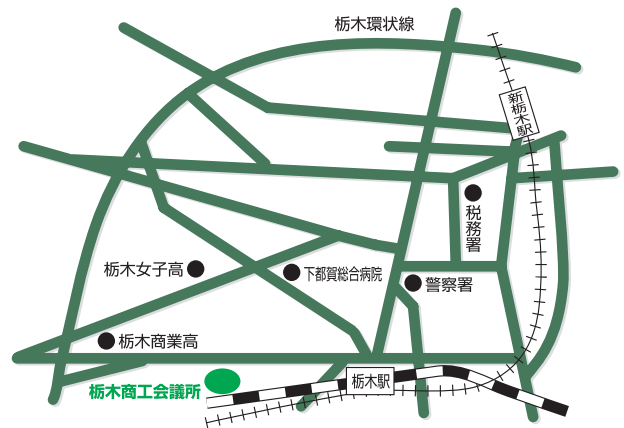 栃木環状線
新栃木駅
税務署
栃木女子高
下都賀総合病院
警察署
栃木商業高
栃木駅
栃木商工会議所